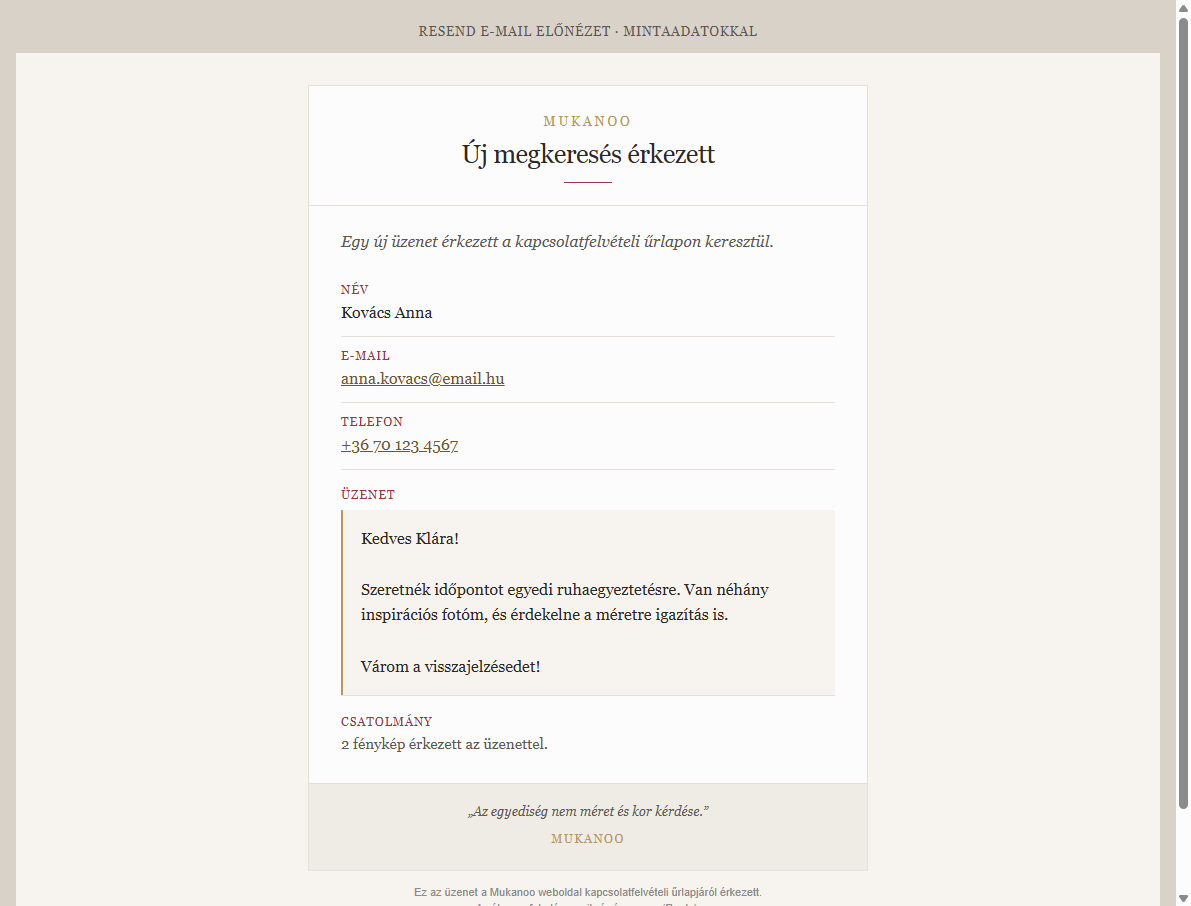 RESEND E-MAIL ELŐNÉZET · MINTAADATOKKAL
MUKANOO
Új megkeresés érkezett
Egy új üzenet érkezett a kapcsolatfelvételi űrlapon keresztül.
NÉV
Kovács Anna
E-MAIL
anna.kovacs@email.hu
TELEFON
+36 70 123 4567
ÜZENET
Kedves Klára!
Szeretnék időpontot egyedi ruhaegyeztetésre. Van néhány
inspirációs fotóm, és érdekelne a méretre igazítás is.
Várom a visszajelzésedet!
CSATOLMÁNY
2 fénykép érkezett az üzenettel.
„Az egyediség nem méret és kor kérdése.”
MUKANOO
Ez az üzenet a Mukanoo weboldal kapcsolatfelvételi űrlapjáról érkezett.